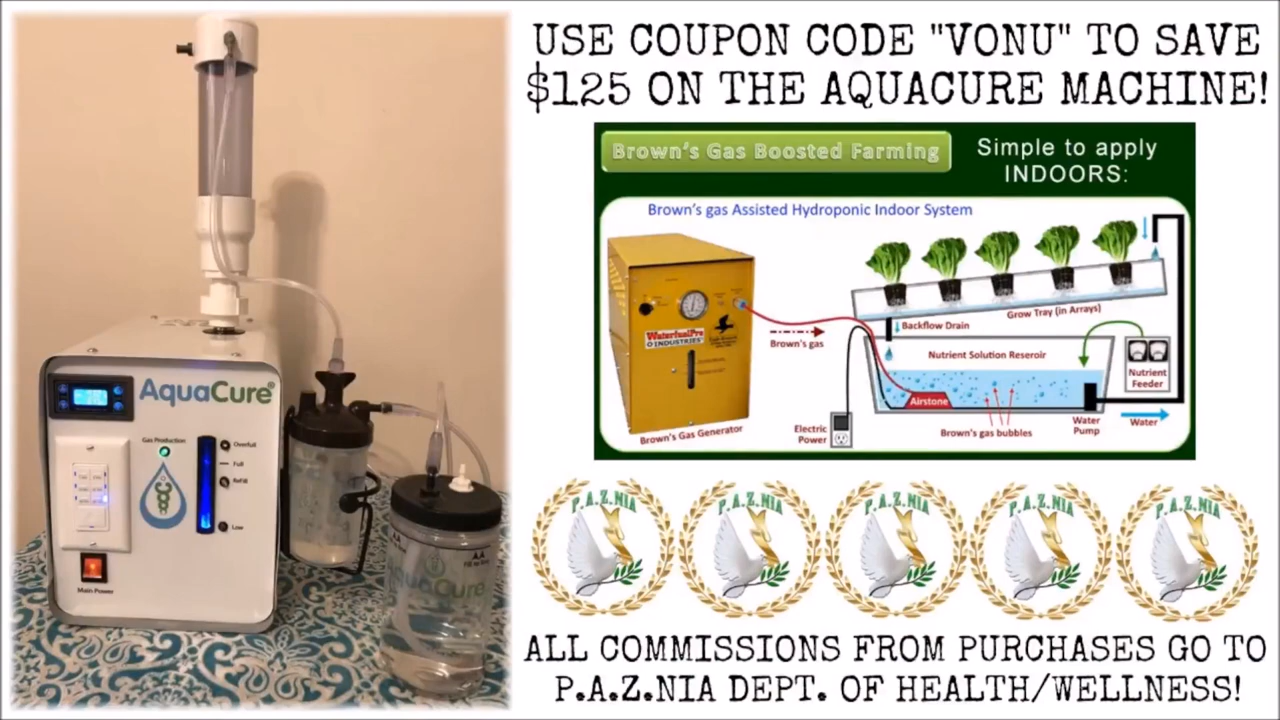 USE COUPON CODE "VONU" TO SAVE
$125 ON THE AQUACURE MACHINE!
AquaCure®
Gas Production
Overfull
Full
Refill
Low
Main Power
AquaCure
Brown's Gas Boosted Farming
Simple to apply
INDOORS:
Brown's gas Assisted Hydroponic Indoor System
WaterfuelPro
INDUSTRIES
Brown's Gas Generator
Brown's gas
Electric
Power
Backflow Drain
Grow Tray (in Arrays)
Nutrient Solution Reseroir
Airstone
Brown's gas bubbles
Water
Pump
Nutrient
Feeder
Water
P.A.Z.NIA
P.A.Z.NIA
P.A.Z.NIA
P.A.Z.NIA
P.A.Z.NIA
ALL COMMISSIONS FROM PURCHASES GO TO
P.A.Z.NIA DEPT. OF HEALTH/WELLNESS!